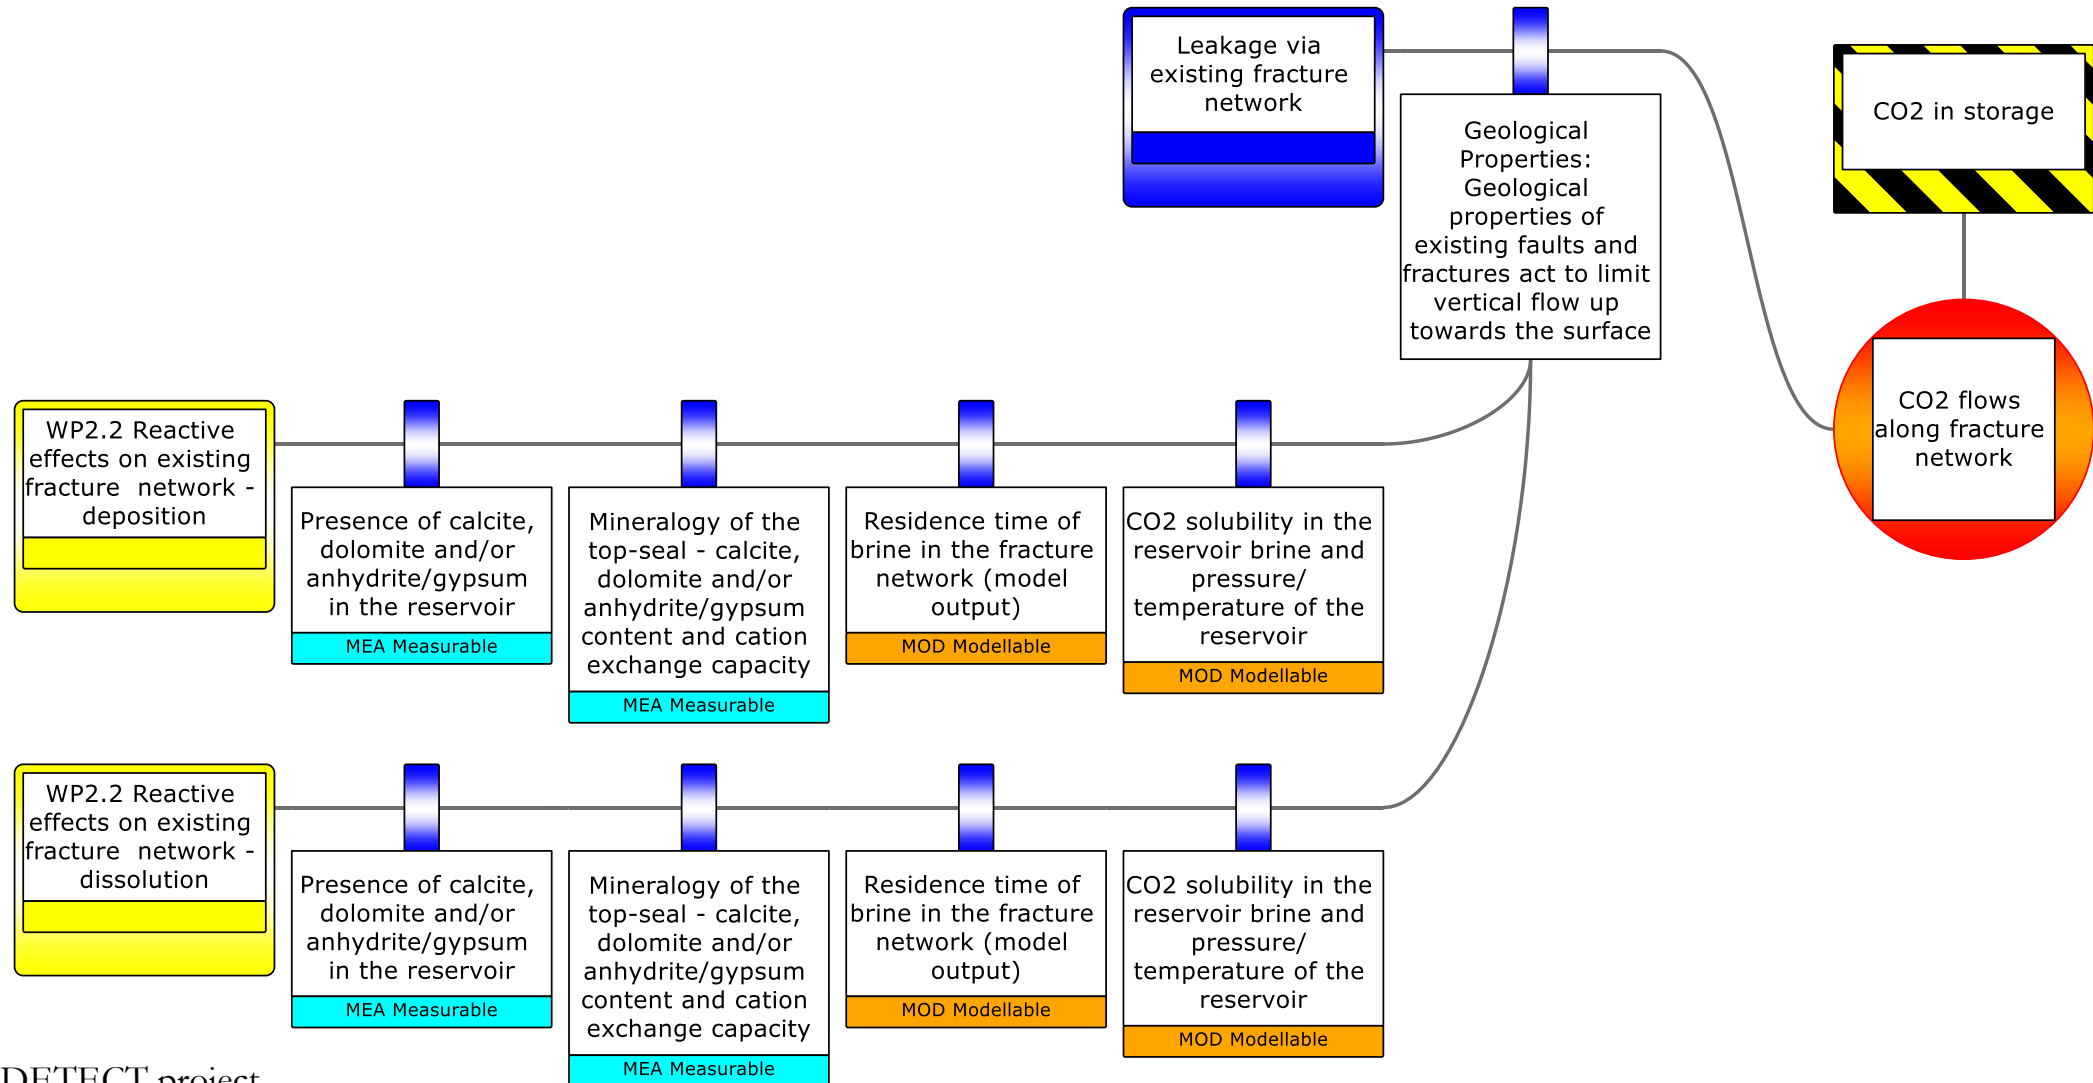 Leakage via
existing fracture
network
Geological
Properties:
Geological
properties of
existing faults and
fractures act to limit
vertical flow up
towards the surface
CO2 in storage
CO2 flows
along fracture
network
WP2.2 Reactive
effects on existing
fracture network -
deposition
Presence of calcite,
dolomite and/or
anhydrite/gypsum
in the reservoir
MEA Measurable
Mineralogy of the
top-seal - calcite,
dolomite and/or
anhydrite/gypsum
content and cation
exchange capacity
MEA Measurable
Residence time of
brine in the fracture
network (model
output)
MOD Modellable
CO2 solubility in the
reservoir brine and
pressure/
temperature of the
reservoir
MOD Modellable
WP2.2 Reactive
effects on existing
fracture network -
dissolution
Presence of calcite,
dolomite and/or
anhydrite/gypsum
in the reservoir
MEA Measurable
Mineralogy of the
top-seal - calcite,
dolomite and/or
anhydrite/gypsum
content and cation
exchange capacity
MEA Measurable
Residence time of
brine in the fracture
network (model
output)
MOD Modellable
CO2 solubility in the
reservoir brine and
pressure/
temperature of the
reservoir
MOD Modellable
DETECT project